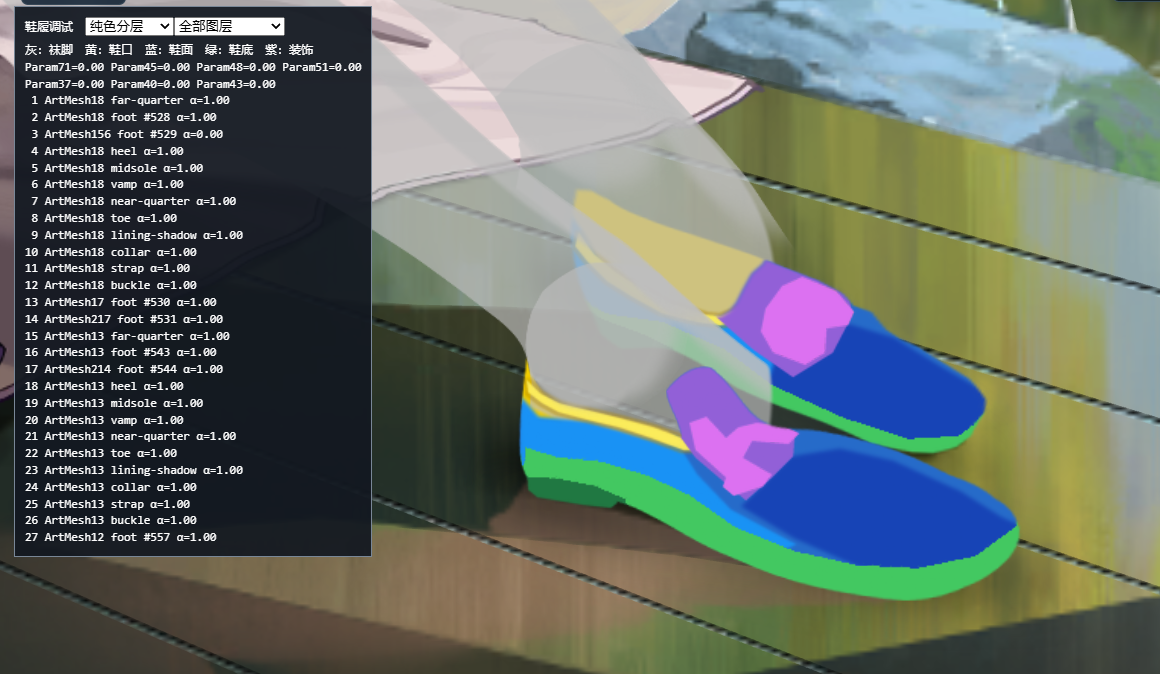 鞋履调试 纯色分层 全部图层
灰: 袜脚 黄: 鞋口 蓝: 鞋面 绿: 鞋底 紫: 装饰
Param71=0.00 Param45=0.00 Param48=0.00 Param51=0.00
Param37=0.00 Param40=0.00 Param43=0.00
1 ArtMesh18 far-quarter α=1.00
2 ArtMesh18 foot #528 α=1.00
3 ArtMesh156 foot #529 α=0.00
4 ArtMesh18 heel α=1.00
5 ArtMesh18 midsole α=1.00
6 ArtMesh18 vamp α=1.00
7 ArtMesh18 near-quarter α=1.00
8 ArtMesh18 toe α=1.00
9 ArtMesh18 lining-shadow α=1.00
10 ArtMesh18 collar α=1.00
11 ArtMesh18 strap α=1.00
12 ArtMesh18 buckle α=1.00
13 ArtMesh17 foot #530 α=1.00
14 ArtMesh217 foot #531 α=1.00
15 ArtMesh13 far-quarter α=1.00
16 ArtMesh13 foot #543 α=1.00
17 ArtMesh214 foot #544 α=1.00
18 ArtMesh13 heel α=1.00
19 ArtMesh13 midsole α=1.00
20 ArtMesh13 vamp α=1.00
21 ArtMesh13 near-quarter α=1.00
22 ArtMesh13 toe α=1.00
23 ArtMesh13 lining-shadow α=1.00
24 ArtMesh13 collar α=1.00
25 ArtMesh13 strap α=1.00
26 ArtMesh13 buckle α=1.00
27 ArtMesh12 foot #557 α=1.00